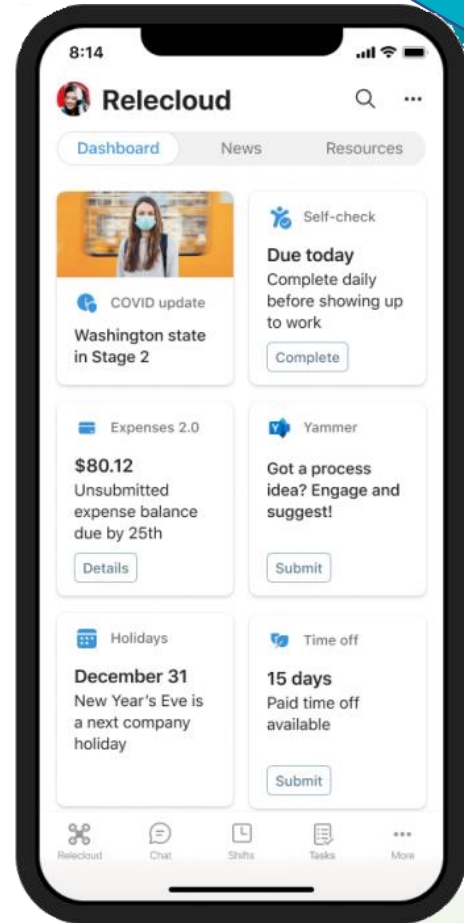 8:14
Relecloud
Dashboard News Resources
COVID update
Washington state
in Stage 2
Self-check
Due today
Complete daily
before showing up
to work
Complete
Expenses 2.0
$80.12
Unsubmitted
expense balance
due by 25th
Details
Yammer
Got a process
idea? Engage and
suggest!
Submit
Holidays
December 31
New Year's Eve is
a next company
holiday
Time off
15 days
Paid time off
available
Submit
Relecloud Chat Shifts Tasks More